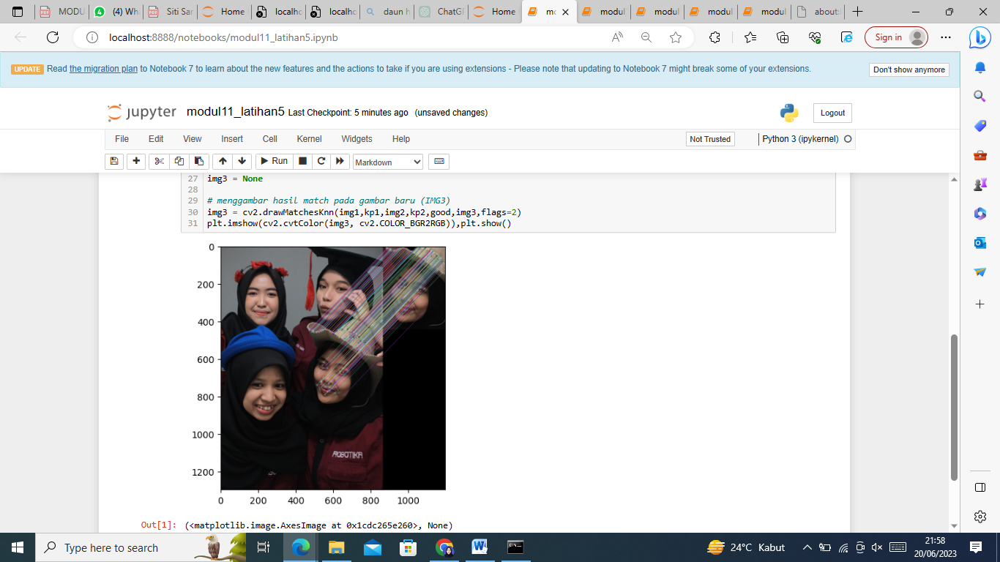 MODU
(4) Wha
Siti Sar
Home
localho
localho
daun h
ChatGP
Home
mo
modul
modul
modul
modul
about:
localhost:8888/notebooks/modul11_latihan5.ipynb
Sign in
UPDATE Read the migration plan to Notebook 7 to learn about the new features and the actions to take if you are using extensions - Please note that updating to Notebook 7 might break some of your extensions.
Don't show anymore
jupyter modul11_latihan5 Last Checkpoint: 5 minutes ago (unsaved changes)
Logout
File Edit View Insert Cell Kernel Widgets Help
Not Trusted
Python 3 (ipykernel)
Run
Markdown
27 img3 = None
28
29 # menggambar hasil match pada gambar baru (IMG3)
30 img3 = cv2.drawMatchesKnn(img1,kp1,img2,kp2,good,img3,flags=2)
31 plt.imshow(cv2.cvtColor(img3, cv2.COLOR_BGR2RGB)),plt.show()
0
200
400
600
800
1000
1200
ROBOTIKA
0 200 400 600 800 1000
Out[1]: (<matplotlib.image.AxesImage at 0x1cdc265e260>, None)
Type here to search
24°C Kabut
21:58
20/06/2023